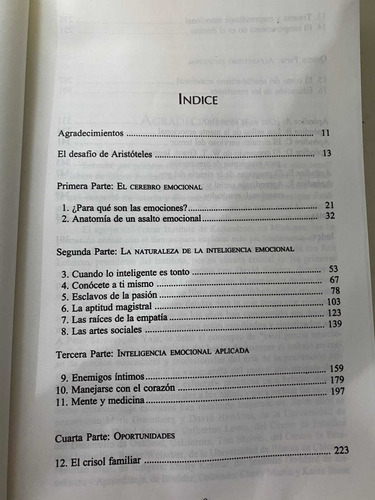 INDICE
Agradecimientos 11
El desafío de Aristóteles 13
Primera Parte: EL CEREBRO EMOCIONAL
1. ¿Para qué son las emociones? 21
2. Anatomía de un asalto emocional 32
Segunda Parte: LA NATURALEZA DE LA INTELIGENCIA EMOCIONAL
3. Cuando lo inteligente es tonto 53
4. Conócete a ti mismo 67
5. Esclavos de la pasión 78
6. La aptitud magistral 103
7. Las raíces de la empatía 123
8. Las artes sociales 139
Tercera Parte: INTELIGENCIA EMOCIONAL APLICADA
9. Enemigos íntimos 159
10. Manejarse con el corazón 179
11. Mente y medicina 197
Cuarta Parte: OPORTUNIDADES
12. El crisol familiar 223